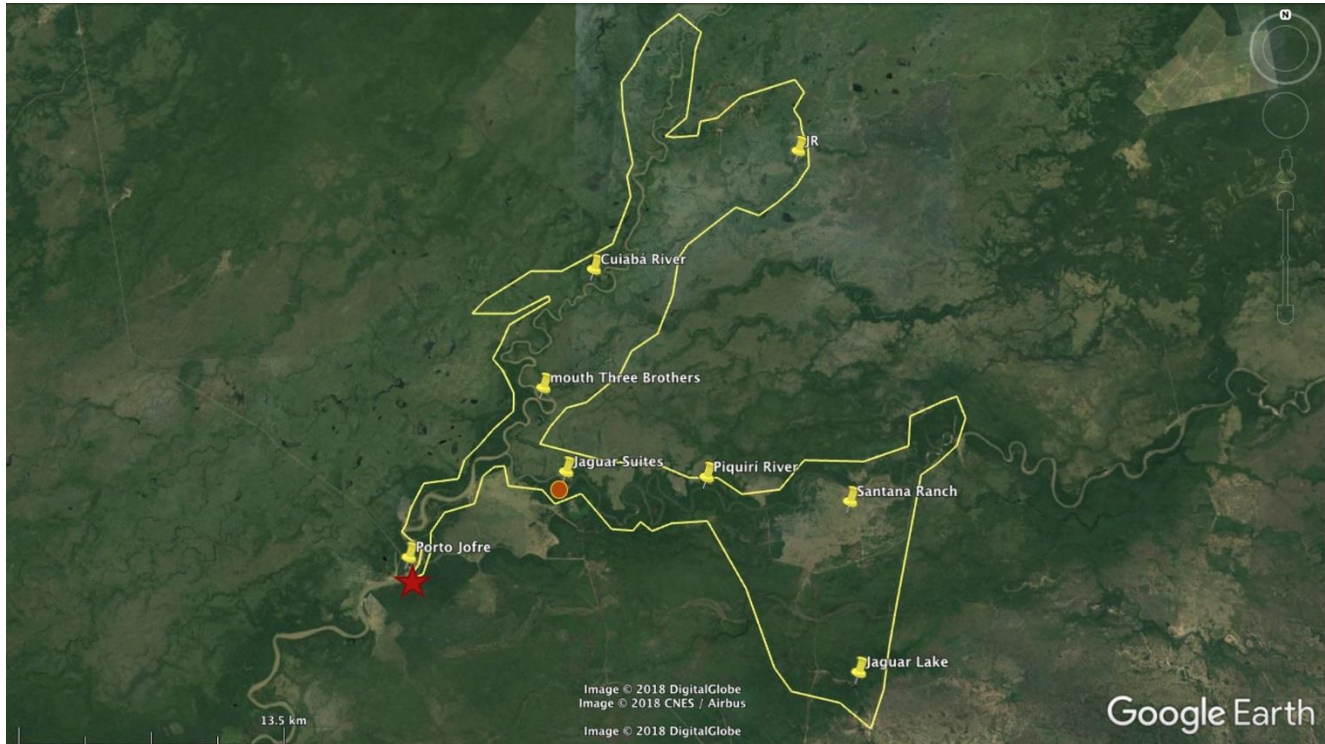 N
JR
Cuiabá River
mouth Three Brothers
Jaguar Suites
Piquirí River
Santana Ranch
Porto Jofre
Jaguar Lake
Image © 2018 DigitalGlobe
Image © 2018 CNES / Airbus
13.5 km
Image © 2018 DigitalGlobe
Google Earth